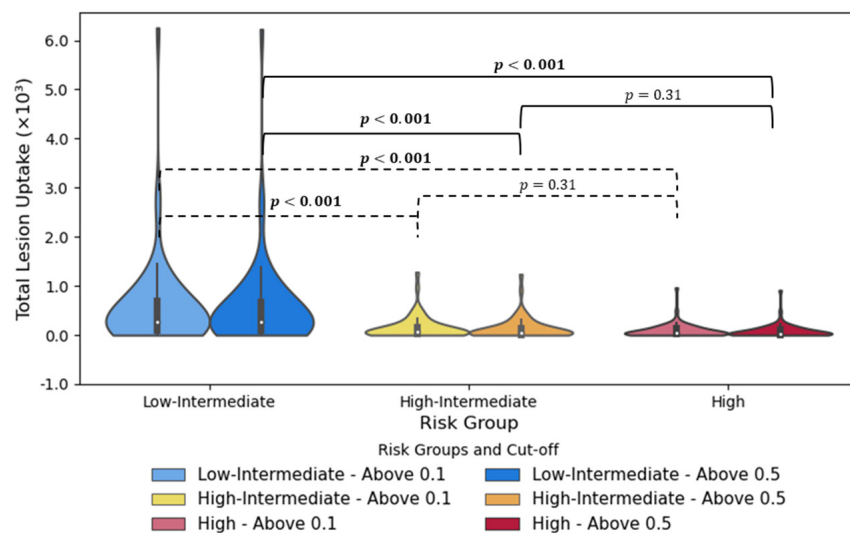 6.0
p < 0.001
5.0
p = 0.31
4.0
p < 0.001
p < 0.001
3.0
p = 0.31
p < 0.001
2.0
1.0
0.0
-1.0
Total Lesion Uptake (×10³)
Low-Intermediate High-Intermediate High
Risk Group
Risk Groups and Cut-off
Low-Intermediate - Above 0.1 Low-Intermediate - Above 0.5
High-Intermediate - Above 0.1 High-Intermediate - Above 0.5
High - Above 0.1 High - Above 0.5